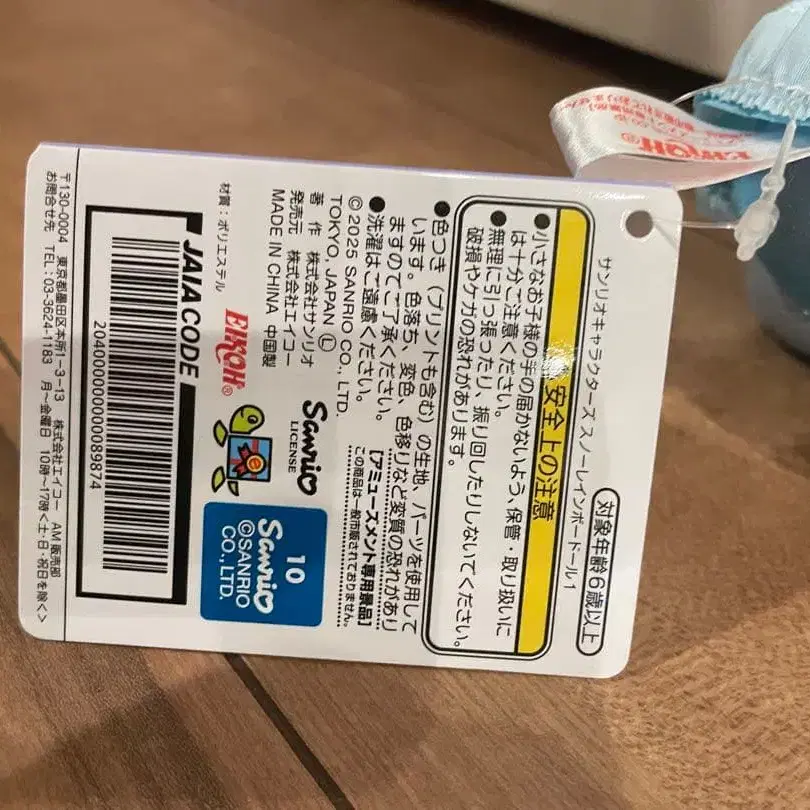 サンリオキャラクターズ スノーレインボードール1
対象年齢6歳以上
安全上の注意
●小さなお子様の手の届かないよう、保管・取り扱いに
は十分ご注意ください。
●無理に引っ張ったり、振り回したりしないでください。
破損やケガの恐れがあります。
●色つき(プリントも含む)の生地、パーツを使用して
います。色落ち、変色、色移りなど変質の恐れがあり
ますのでご了承ください。
●洗濯はご遠慮ください。
【アミューズメント専用景品】
この商品は一般市販されておりません。
©2025 SANRIO CO., LTD.
TOKYO, JAPAN Ⓛ
著 作 株式会社サンリオ
発売元 株式会社エイコー
MADE IN CHINA 中国製
Sanrio
LICENSE
10
Sanrio
©SANRIO
CO., LTD.
材質:ポリエステル
EIKOH®
JAIA CODE
2040000000089874
〒130-0004 東京都墨田区本所1-3-13 株式会社エイコー AM販売部
お問合せ先 TEL:03-3624-1183 月〜金曜日 10時〜17時<土・日・祝日を除く>
EIKOH®